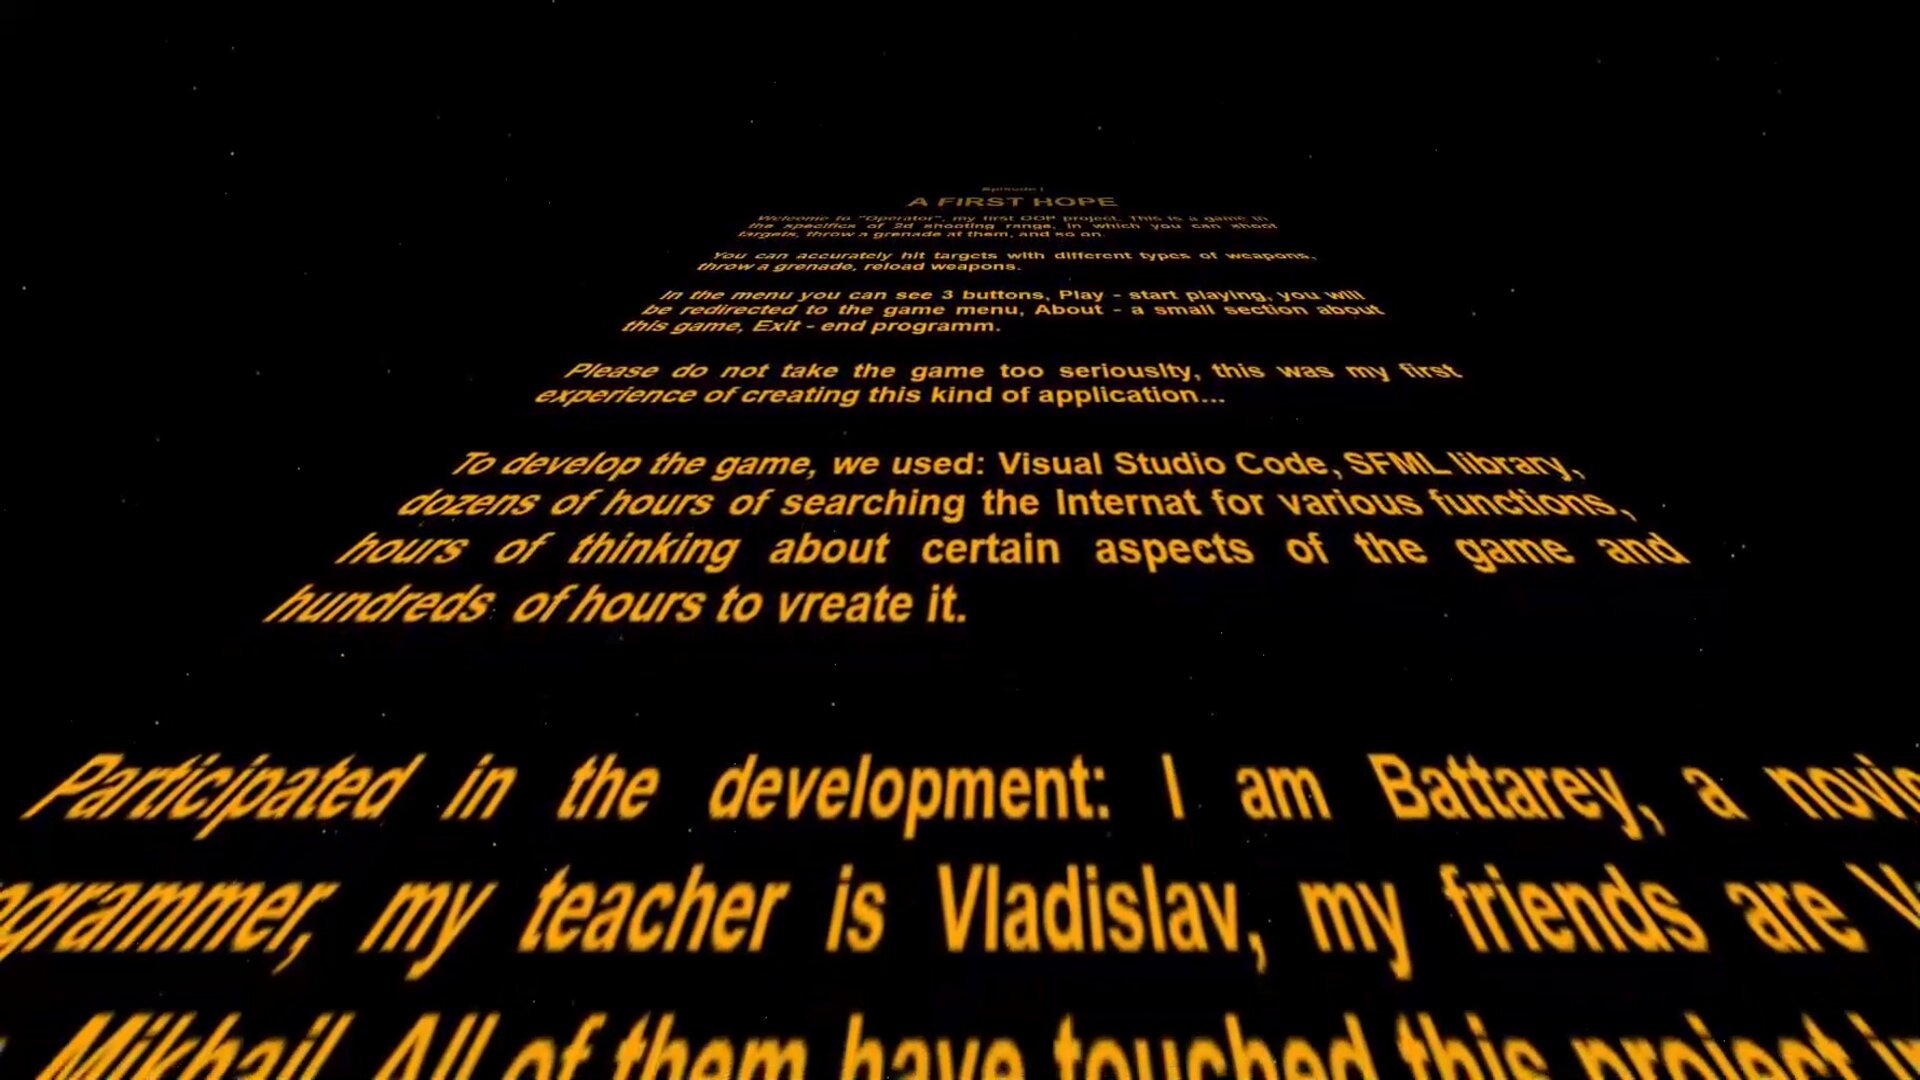 Episode I
A FIRST HOPE
Welcome to "Operator", my first OOP project. This is a game in
the specifics of 2d shooting range, in which you can shoot
targets, throw a grenade at them, and so on.
You can accurately hit targets with different types of weapons,
throw a grenade, reload weapons.
In the menu you can see 3 buttons, Play - start playing, you will
be redirected to the game menu, About - a small section about
this game, Exit - end programm.
Please do not take the game too seriouslty, this was my first
experience of creating this kind of application...
To develop the game, we used: Visual Studio Code, SFML library,
dozens of hours of searching the Internat for various functions,
hours of thinking about certain aspects of the game and
hundreds of hours to vreate it.
Participated in the development: I am Battarey, a
my teacher is Vladislav, my friends are
Mikhail. All of them have touched this project